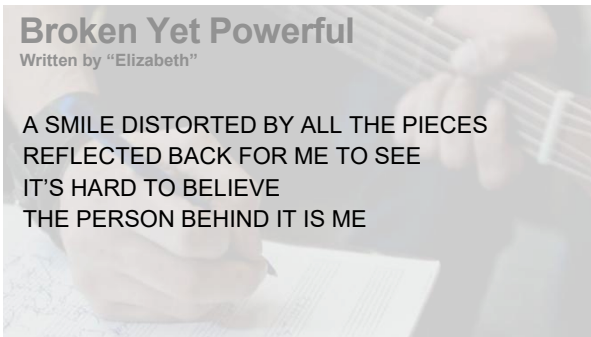 Broken Yet Powerful
Written by “Elizabeth”
A SMILE DISTORTED BY ALL THE PIECES
REFLECTED BACK FOR ME TO SEE
IT’S HARD TO BELIEVE
THE PERSON BEHIND IT IS ME